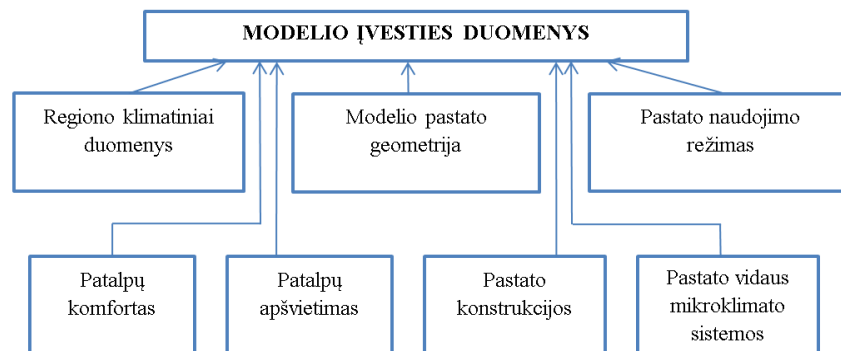 MODELIO ĮVESTIES DUOMENYS
Regiono klimatiniai
duomenys
Modelio pastato
geometrija
Pastato naudojimo
režimas
Patalpų
komfortas
Patalpų
apšvietimas
Pastato
konstrukcijos
Pastato vidaus
mikroklimato
sistemos